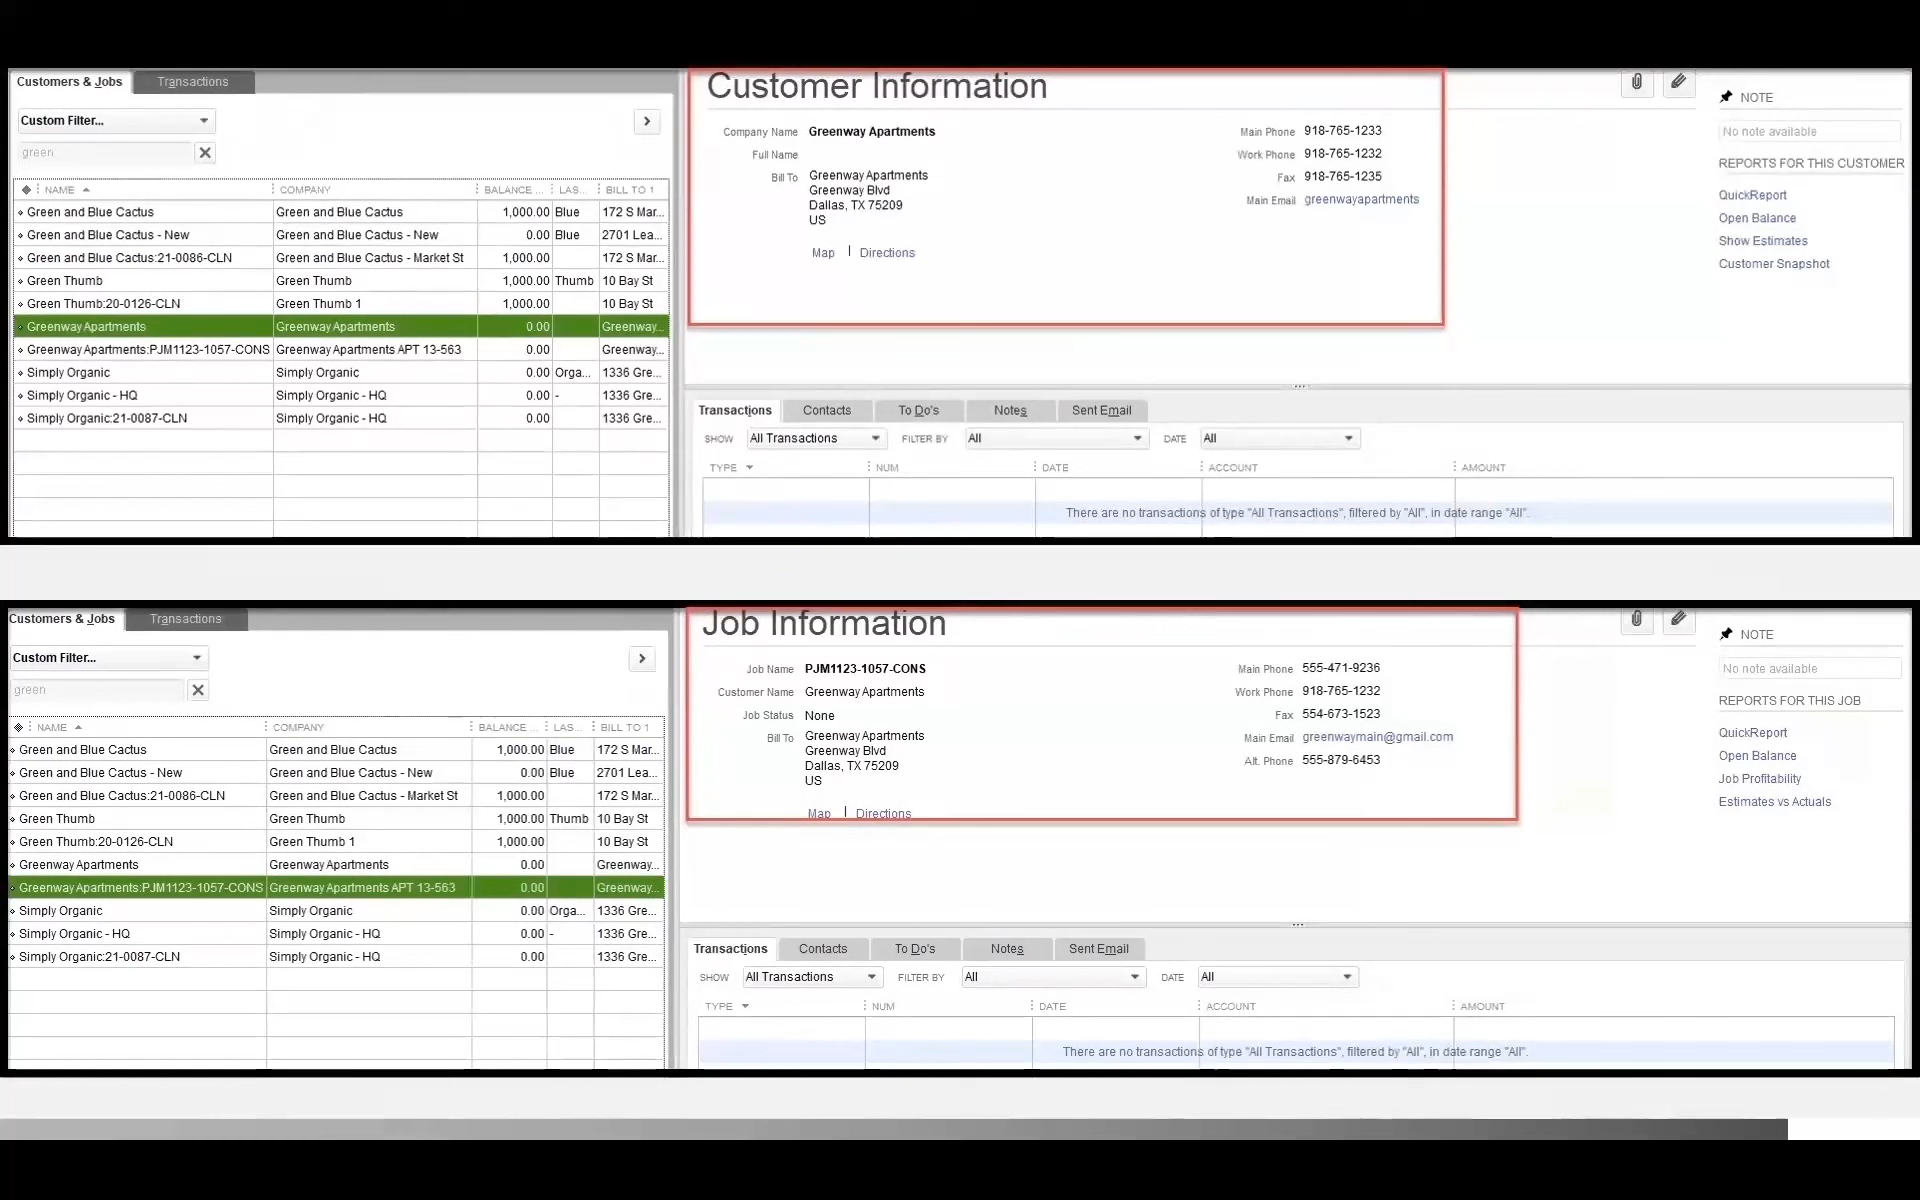 Customers & Jobs
Transactions
Custom Filter...
green
NAME COMPANY BALANCE ... LAS... BILL TO 1
Green and Blue Cactus Green and Blue Cactus 1,000.00 Blue 172 S Mar...
Green and Blue Cactus - New Green and Blue Cactus - New 0.00 Blue 2701 Lea...
Green and Blue Cactus:21-0086-CLN Green and Blue Cactus - Market St 1,000.00 172 S Mar...
Green Thumb Green Thumb 1,000.00 Thumb 10 Bay St
Green Thumb:20-0126-CLN Green Thumb 1 1,000.00 10 Bay St
Greenway Apartments Greenway Apartments 0.00 Greenway...
Greenway Apartments:PJM1123-1057-CONS Greenway Apartments APT 13-563 0.00 Greenway...
Simply Organic Simply Organic 0.00 Orga... 1336 Gre...
Simply Organic - HQ Simply Organic - HQ 0.00 - 1336 Gre...
Simply Organic:21-0087-CLN Simply Organic - HQ 0.00 1336 Gre...
Customer Information
Company Name Greenway Apartments
Full Name
Bill To Greenway Apartments
Greenway Blvd
Dallas, TX 75209
US
Map | Directions
Main Phone 918-765-1233
Work Phone 918-765-1232
Fax 918-765-1235
Main Email greenwayapartments
NOTE
No note available
REPORTS FOR THIS CUSTOMER
QuickReport
Open Balance
Show Estimates
Customer Snapshot
Transactions Contacts To Do's Notes Sent Email
SHOW All Transactions FILTER BY All DATE All
TYPE NUM DATE ACCOUNT AMOUNT
There are no transactions of type "All Transactions", filtered by "All", in date range "All".
Customers & Jobs
Transactions
Custom Filter...
green
NAME COMPANY BALANCE ... LAS... BILL TO 1
Green and Blue Cactus Green and Blue Cactus 1,000.00 Blue 172 S Mar...
Green and Blue Cactus - New Green and Blue Cactus - New 0.00 Blue 2701 Lea...
Green and Blue Cactus:21-0086-CLN Green and Blue Cactus - Market St 1,000.00 172 S Mar...
Green Thumb Green Thumb 1,000.00 Thumb 10 Bay St
Green Thumb:20-0126-CLN Green Thumb 1 1,000.00 10 Bay St
Greenway Apartments Greenway Apartments 0.00 Greenway...
Greenway Apartments:PJM1123-1057-CONS Greenway Apartments APT 13-563 0.00 Greenway...
Simply Organic Simply Organic 0.00 Orga... 1336 Gre...
Simply Organic - HQ Simply Organic - HQ 0.00 - 1336 Gre...
Simply Organic:21-0087-CLN Simply Organic - HQ 0.00 1336 Gre...
Job Information
Job Name PJM1123-1057-CONS
Customer Name Greenway Apartments
Job Status None
Bill To Greenway Apartments
Greenway Blvd
Dallas, TX 75209
US
Map | Directions
Main Phone 555-471-9236
Work Phone 918-765-1232
Fax 554-673-1523
Main Email greenwaymain@gmail.com
Alt. Phone 555-879-6453
NOTE
No note available
REPORTS FOR THIS JOB
QuickReport
Open Balance
Job Profitability
Estimates vs Actuals
Transactions Contacts To Do's Notes Sent Email
SHOW All Transactions FILTER BY All DATE All
TYPE NUM DATE ACCOUNT AMOUNT
There are no transactions of type "All Transactions", filtered by "All", in date range "All".